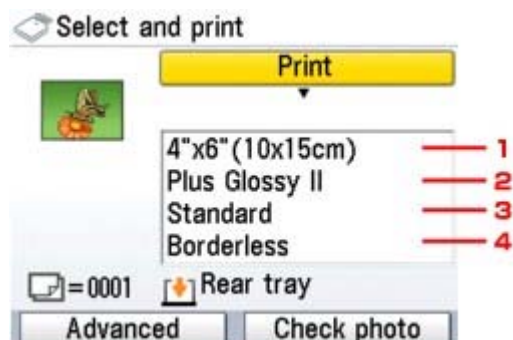 Select and print
Print
4"x6"(10x15cm) 1
Plus Glossy II 2
Standard 3
Borderless 4
=0001 Rear tray
Advanced Check photo